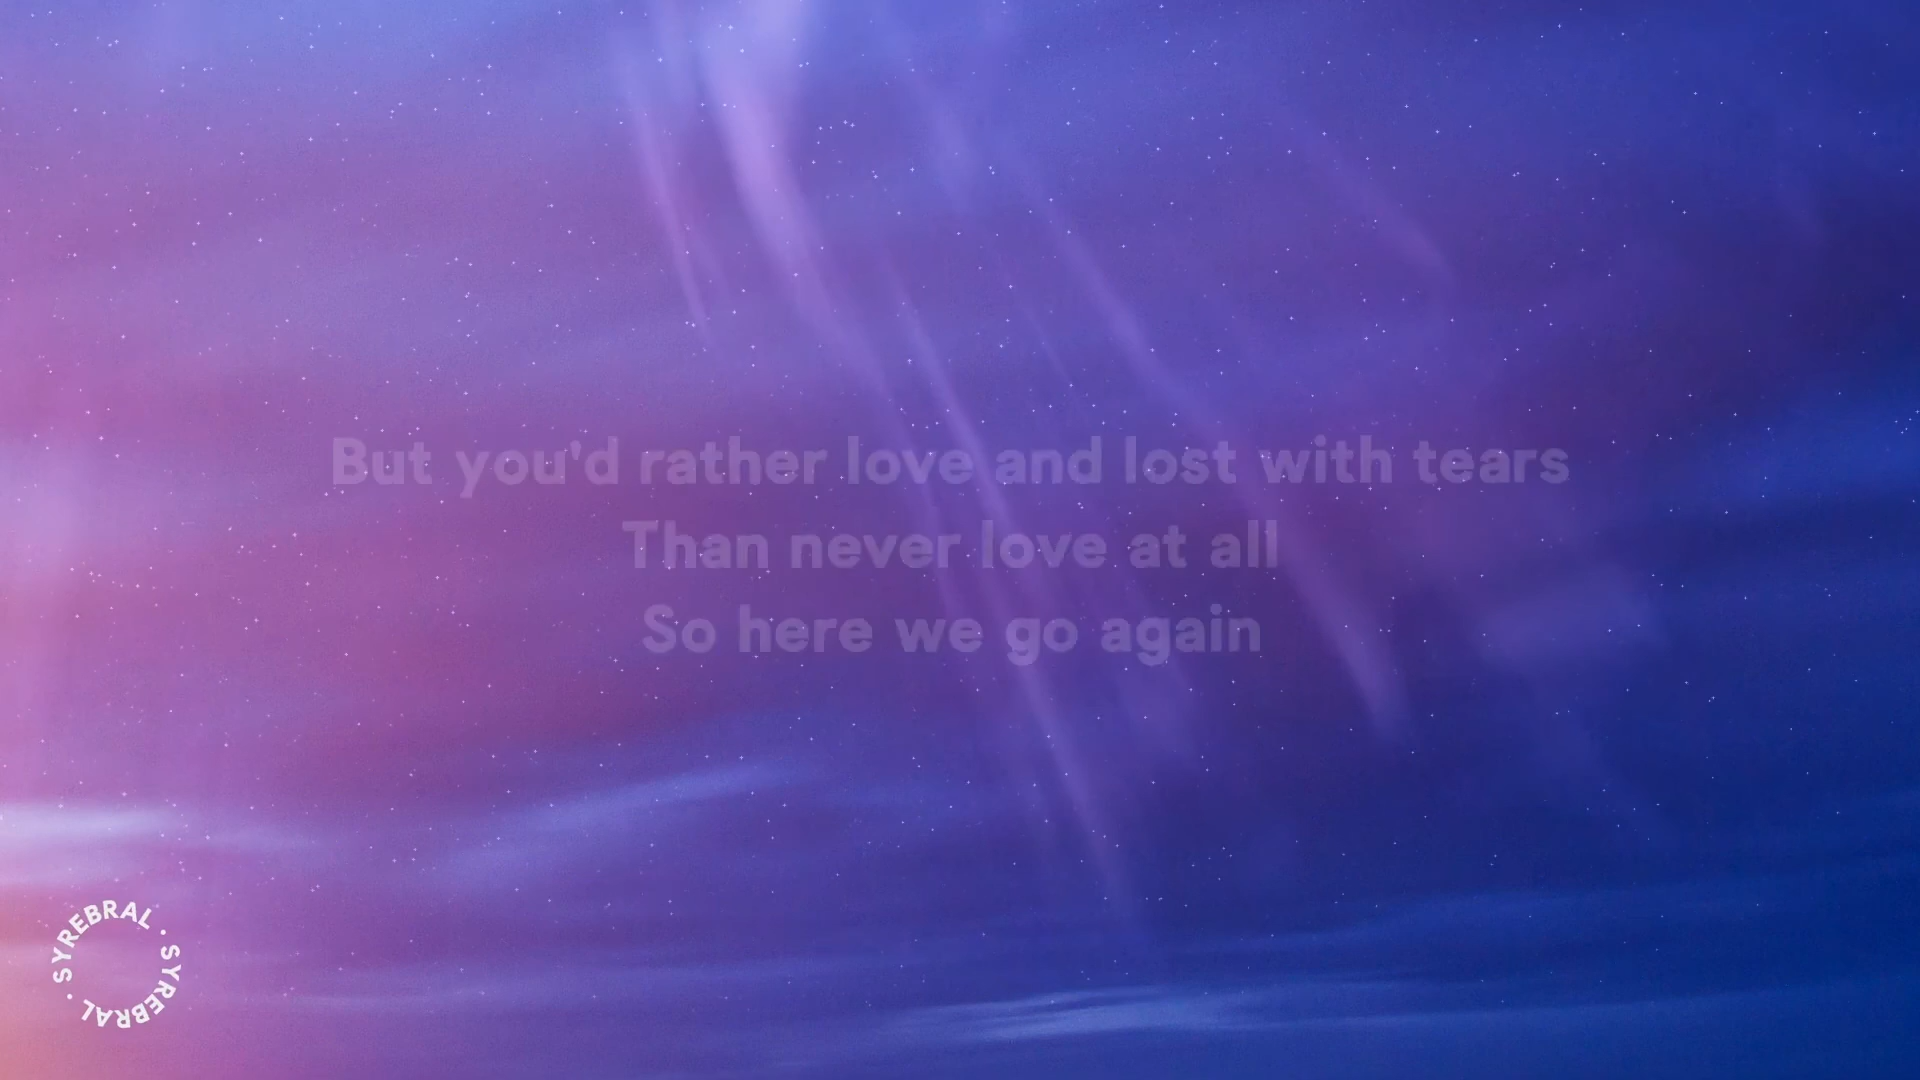 But you'd rather love and lost with tears
Than never love at all
So here we go again
SYREBRAL · SYREBRAL ·